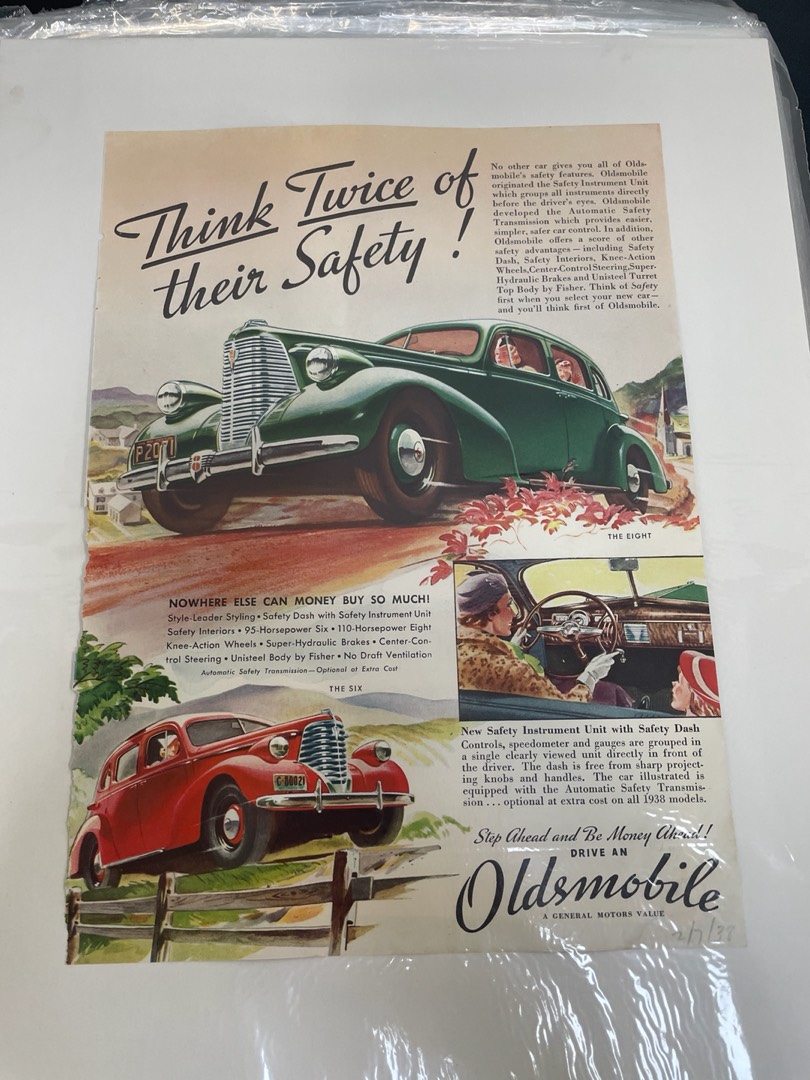 Think Twice of
their Safety!
No other car gives you all of Olds-
mobile's safety features. Oldsmobile
originated the Safety Instrument Unit
which groups all instruments directly
before the driver's eyes. Oldsmobile
developed the Automatic Safety
Transmission which provides easier,
simpler, safer car control. In addition,
Oldsmobile offers a score of other
safety advantages — including Safety
Dash, Safety Interiors, Knee-Action
Wheels, Center-Control Steering, Super-
Hydraulic Brakes and Unisteel Turret
Top Body by Fisher. Think of Safety
first when you select your new car—
and you'll think first of Oldsmobile.
P 2071
THE EIGHT
NOWHERE ELSE CAN MONEY BUY SO MUCH!
Style-Leader Styling • Safety Dash with Safety Instrument Unit
Safety Interiors • 95-Horsepower Six • 110-Horsepower Eight
Knee-Action Wheels • Super-Hydraulic Brakes • Center-Con-
trol Steering • Unisteel Body by Fisher • No Draft Ventilation
Automatic Safety Transmission—Optional at Extra Cost
THE SIX
C-80021
New Safety Instrument Unit with Safety Dash
Controls, speedometer and gauges are grouped in
a single clearly viewed unit directly in front of
the driver. The dash is free from sharp project-
ing knobs and handles. The car illustrated is
equipped with the Automatic Safety Transmis-
sion . . . optional at extra cost on all 1938 models.
Step Ahead and Be Money Ahead!
DRIVE AN
Oldsmobile
A GENERAL MOTORS VALUE
2/7/38